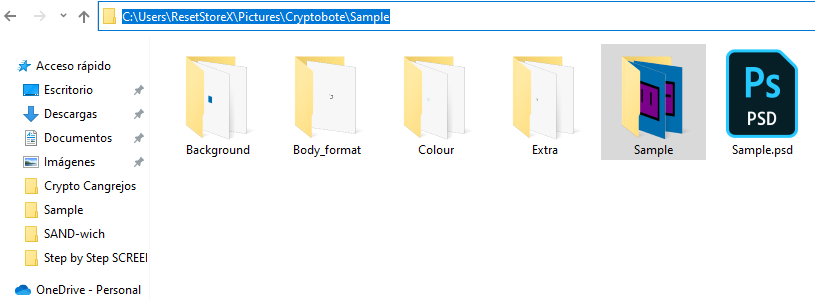 C:\Users\ResetStoreX\Pictures\Cryptobote\Sample
Acceso rápido
Escritorio
Descargas
Documentos
Imágenes
Crypto Cangrejos
Sample
SAND-wich
Step by Step SCREE
OneDrive - Personal
Background
Body_format
Colour
Extra
Sample
Ps
PSD
Sample.psd